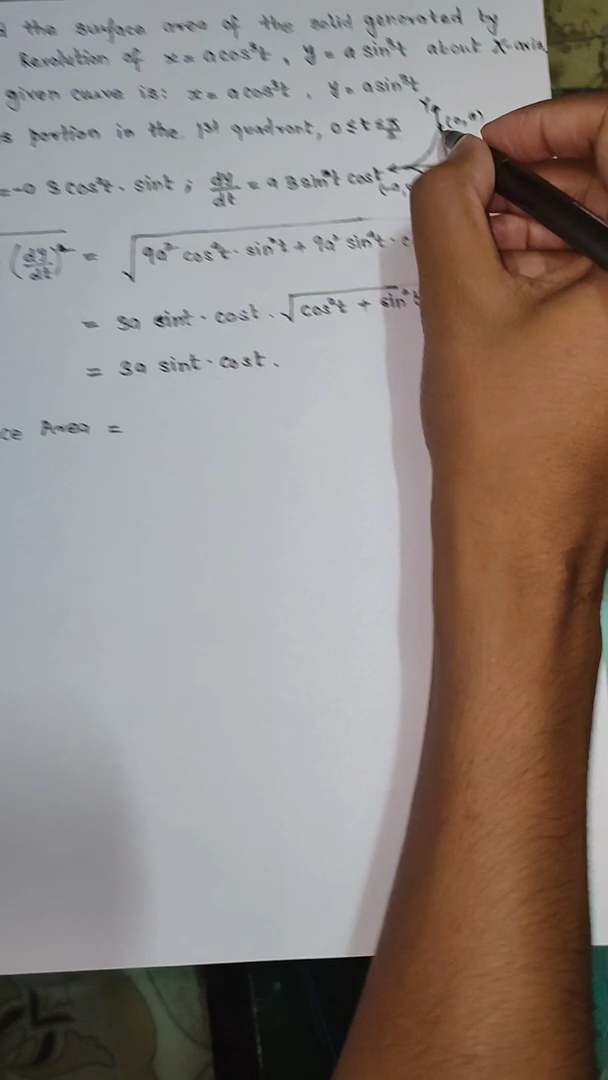 the surface area of the solid generated by
Revolution of x = a cos³t, y = a sin³t about X-axis
given curve is: x = a cos³t, y = a sin³t
s portion in the 1st quadrant, 0 ≤ t ≤ π/2
= -a 3 cos²t · sint ; dy/dt = a 3 sin²t cost
(dy/dt)² = √9a² cos⁴t · sin²t + 9a² sin⁴t · c
= 3a sint · cost · √cos²t + sin²t
= 3a sint · cost.
ce Area =
Y
(0, a)
(-a,